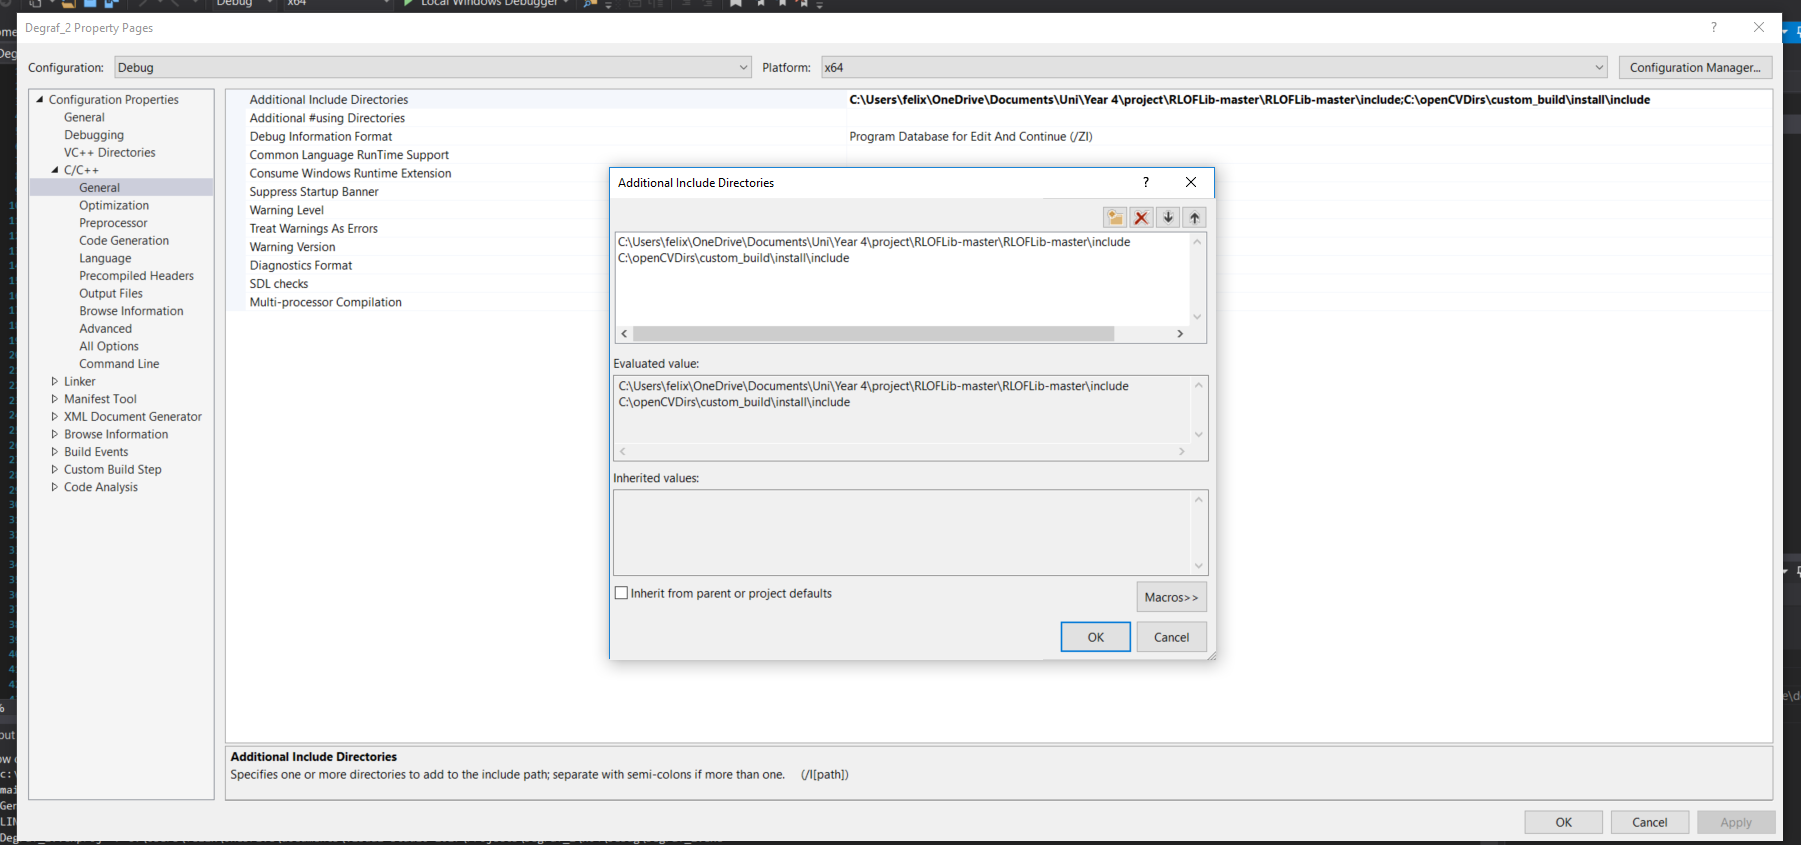 Debug
x64
Local Windows Debugger
Degraf_2 Property Pages
Configuration: Debug Platform: x64 Configuration Manager...
Configuration Properties
General
Debugging
VC++ Directories
C/C++
General
Optimization
Preprocessor
Code Generation
Language
Precompiled Headers
Output Files
Browse Information
Advanced
All Options
Command Line
Linker
Manifest Tool
XML Document Generator
Browse Information
Build Events
Custom Build Step
Code Analysis
Additional Include Directories C:\Users\felix\OneDrive\Documents\Uni\Year 4\project\RLOFLib-master\RLOFLib-master\include;C:\openCVDirs\custom_build\install\include
Additional #using Directories
Debug Information Format Program Database for Edit And Continue (/ZI)
Common Language RunTime Support
Consume Windows Runtime Extension
Suppress Startup Banner
Warning Level
Treat Warnings As Errors
Warning Version
Diagnostics Format
SDL checks
Multi-processor Compilation
Additional Include Directories
C:\Users\felix\OneDrive\Documents\Uni\Year 4\project\RLOFLib-master\RLOFLib-master\include
C:\openCVDirs\custom_build\install\include
Evaluated value:
C:\Users\felix\OneDrive\Documents\Uni\Year 4\project\RLOFLib-master\RLOFLib-master\include
C:\openCVDirs\custom_build\install\include
Inherited values:
Inherit from parent or project defaults
Macros>>
OK Cancel
Additional Include Directories
Specifies one or more directories to add to the include path; separate with semi-colons if more than one. (/I[path])
OK Cancel Apply